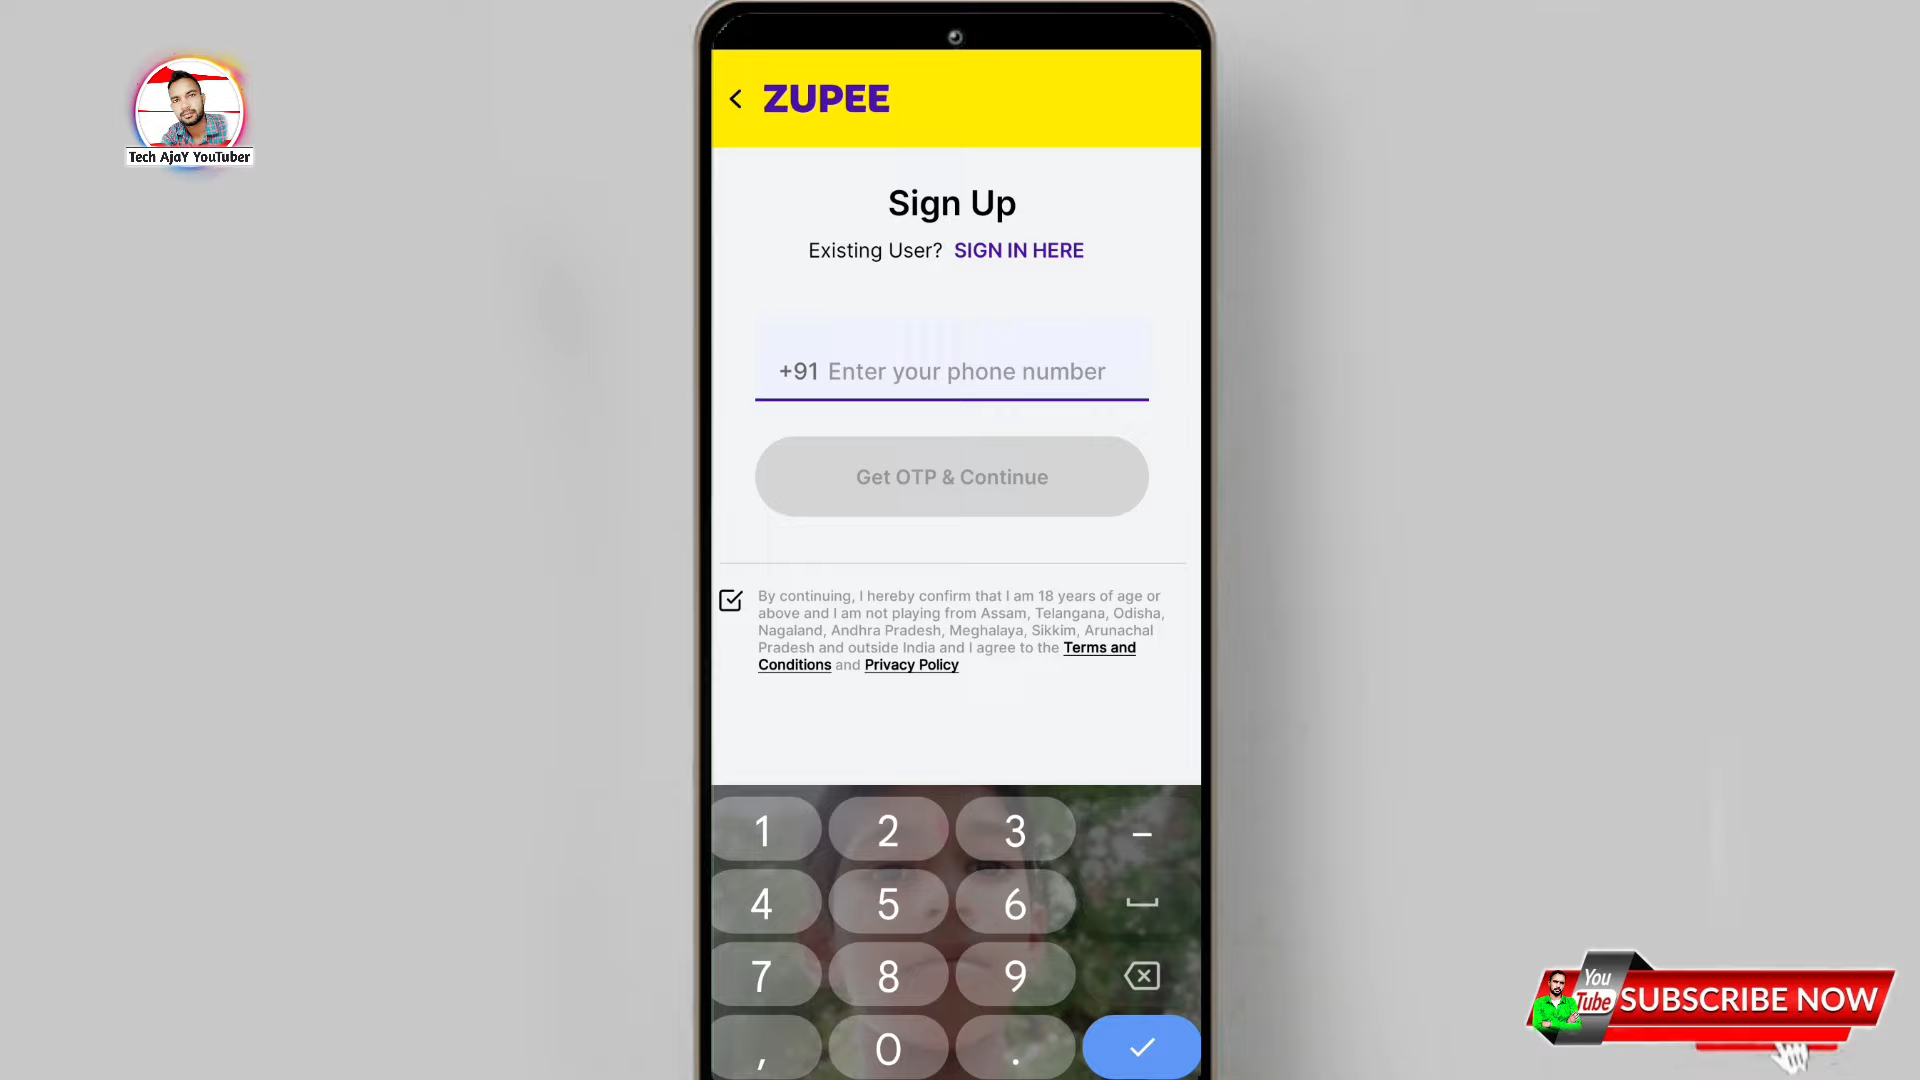 Tech AjaY YouTuber
ZUPEE
Sign Up
Existing User? SIGN IN HERE
+91 Enter your phone number
Get OTP & Continue
By continuing, I hereby confirm that I am 18 years of age or
above and I am not playing from Assam, Telangana, Odisha,
Nagaland, Andhra Pradesh, Meghalaya, Sikkim, Arunachal
Pradesh and outside India and I agree to the Terms and
Conditions and Privacy Policy
1 2 3 –
4 5 6
7 8 9
, 0 .
You
Tube
SUBSCRIBE NOW